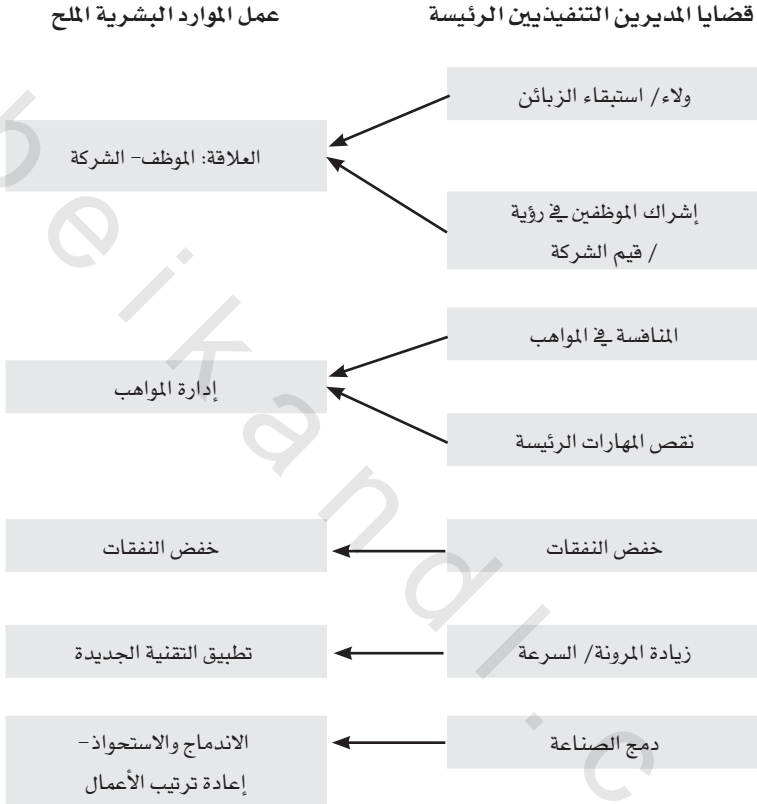 قضايا المديرين التنفيذيين الرئيسة
عمل الموارد البشرية الملح
ولاء/ استبقاء الزبائن
العلاقة: الموظف- الشركة
إشراك الموظفين في رؤية
/ قيم الشركة
المنافسة في المواهب
إدارة المواهب
نقص المهارات الرئيسة
خفض النفقات
خفض النفقات
زيادة المرونة/ السرعة
تطبيق التقنية الجديدة
دمج الصناعة
الاندماج والاستحواذ-
إعادة ترتيب الأعمال
beikandl.c